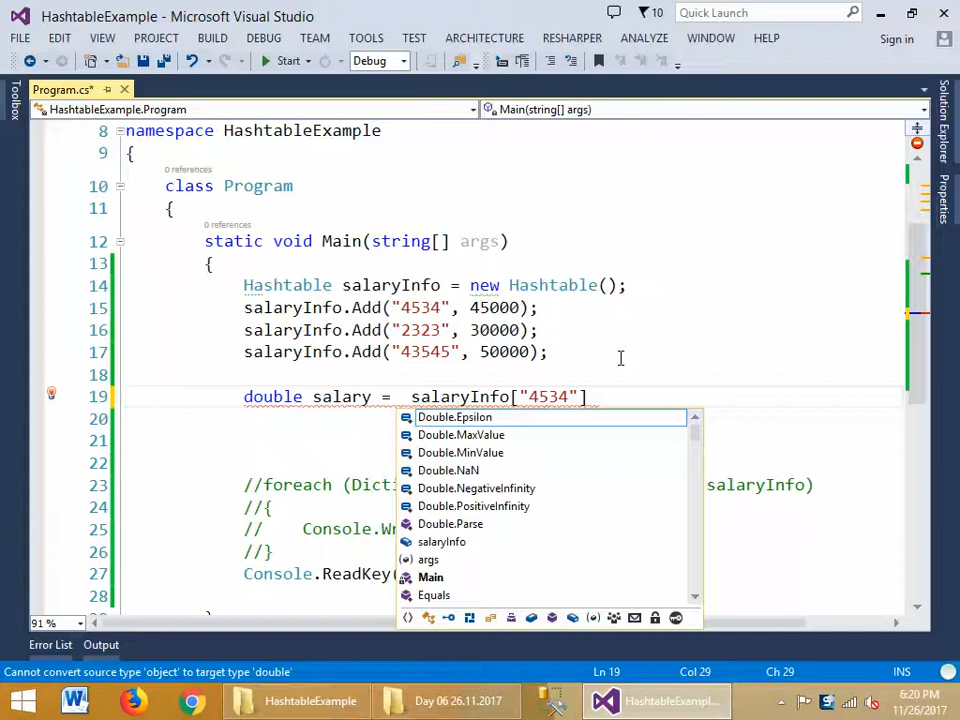 HashtableExample - Microsoft Visual Studio
10
Quick Launch
FILE EDIT VIEW PROJECT BUILD DEBUG TEAM TOOLS TEST ARCHITECTURE RESHARPER ANALYZE WINDOW HELP
Sign in
Start
Debug
Toolbox
Program.cs*
Solution Explorer
Properties
HashtableExample.Program
Main(string[] args)
8 namespace HashtableExample
9 {
0 references
10 class Program
11 {
0 references
12 static void Main(string[] args)
13 {
14 Hashtable salaryInfo = new Hashtable();
15 salaryInfo.Add("4534", 45000);
16 salaryInfo.Add("2323", 30000);
17 salaryInfo.Add("43545", 50000);
18
19 double salary = salaryInfo["4534"]
20
21
22
23 //foreach (Dict salaryInfo)
24 //{
25 // Console.Wr
26 //}
27 Console.ReadKey(
28
Double.Epsilon
Double.MaxValue
Double.MinValue
Double.NaN
Double.NegativeInfinity
Double.PositiveInfinity
Double.Parse
salaryInfo
args
Main
Equals
91 %
Error List Output
Cannot convert source type 'object' to target type 'double'
Ln 19 Col 29 Ch 29 INS
HashtableExample
Day 06 26.11.2017
HashtableExampl...
6:20 PM
11/26/2017